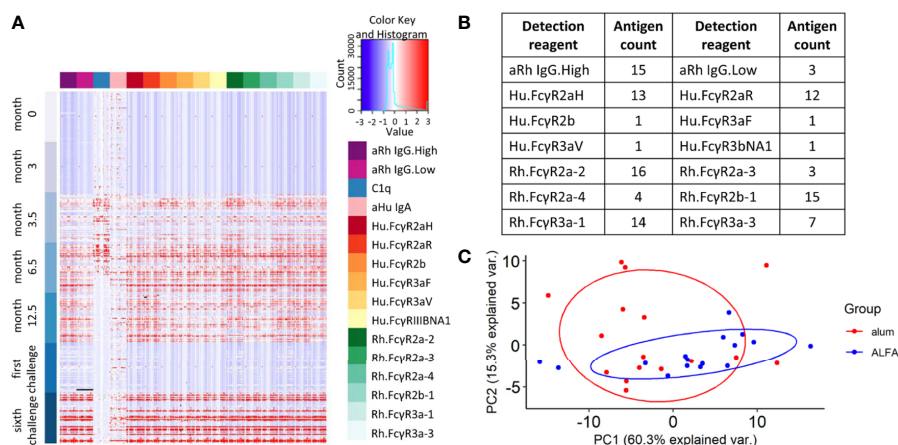 A
Color Key
and Histogram
Count
0
15000
30000
-3 -2 -1 0 1 2 3
Value
month
0
month
3
month
3.5
month
6.5
month
12.5
first
challenge
sixth
challenge
aRh IgG.High
aRh IgG.Low
C1q
aHu IgA
Hu.FcγR2aH
Hu.FcγR2aR
Hu.FcγR2b
Hu.FcγR3aF
Hu.FcγR3aV
Hu.FcγRIIIBNA1
Rh.FcγR2a-2
Rh.FcγR2a-3
Rh.FcγR2a-4
Rh.FcγR2b-1
Rh.FcγR3a-1
Rh.FcγR3a-3
B
Detection reagent Antigen count Detection reagent Antigen count
aRh IgG.High 15 aRh IgG.Low 3
Hu.FcγR2aH 13 Hu.FcγR2aR 12
Hu.FcγR2b 1 Hu.FcγR3aF 1
Hu.FcγR3aV 1 Hu.FcγR3bNA1 1
Rh.FcγR2a-2 16 Rh.FcγR2a-3 3
Rh.FcγR2a-4 4 Rh.FcγR2b-1 15
Rh.FcγR3a-1 14 Rh.FcγR3a-3 7
C
PC2 (15.3% explained var.)
10
5
0
-5
-10 0 10
PC1 (60.3% explained var.)
Group
alum
ALFA